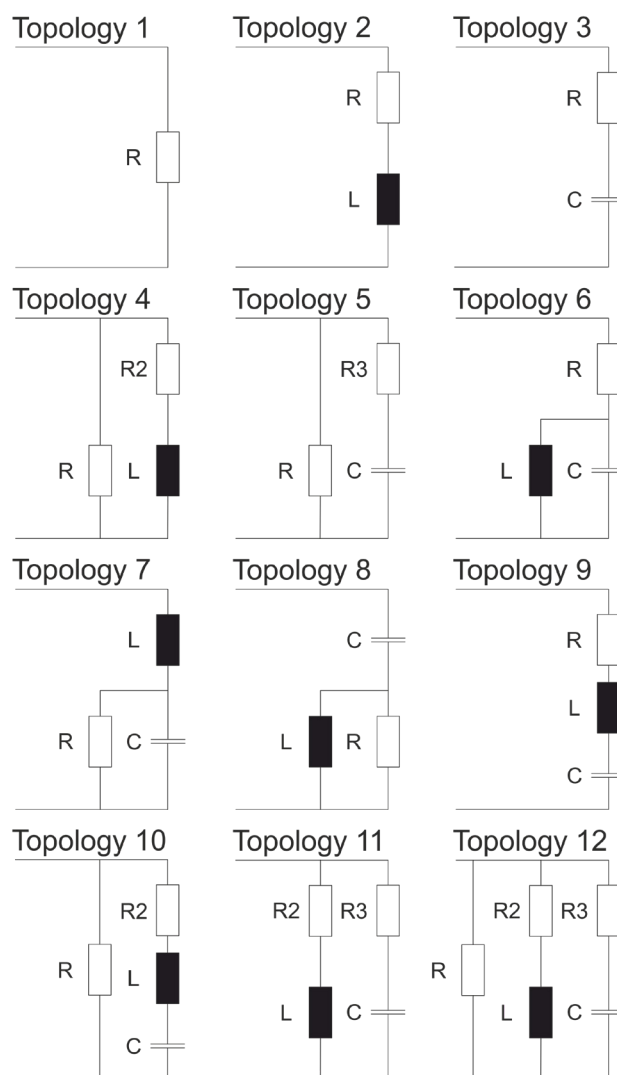 Topology 1 Topology 2 Topology 3
R
R
R
L
C
Topology 4 Topology 5 Topology 6
R2 R3 R
R L R C L C
Topology 7 Topology 8 Topology 9
L C R
L
R C L R
C
Topology 10 Topology 11 Topology 12
R2 R2 R3 R2 R3
R L R
L C L C
C